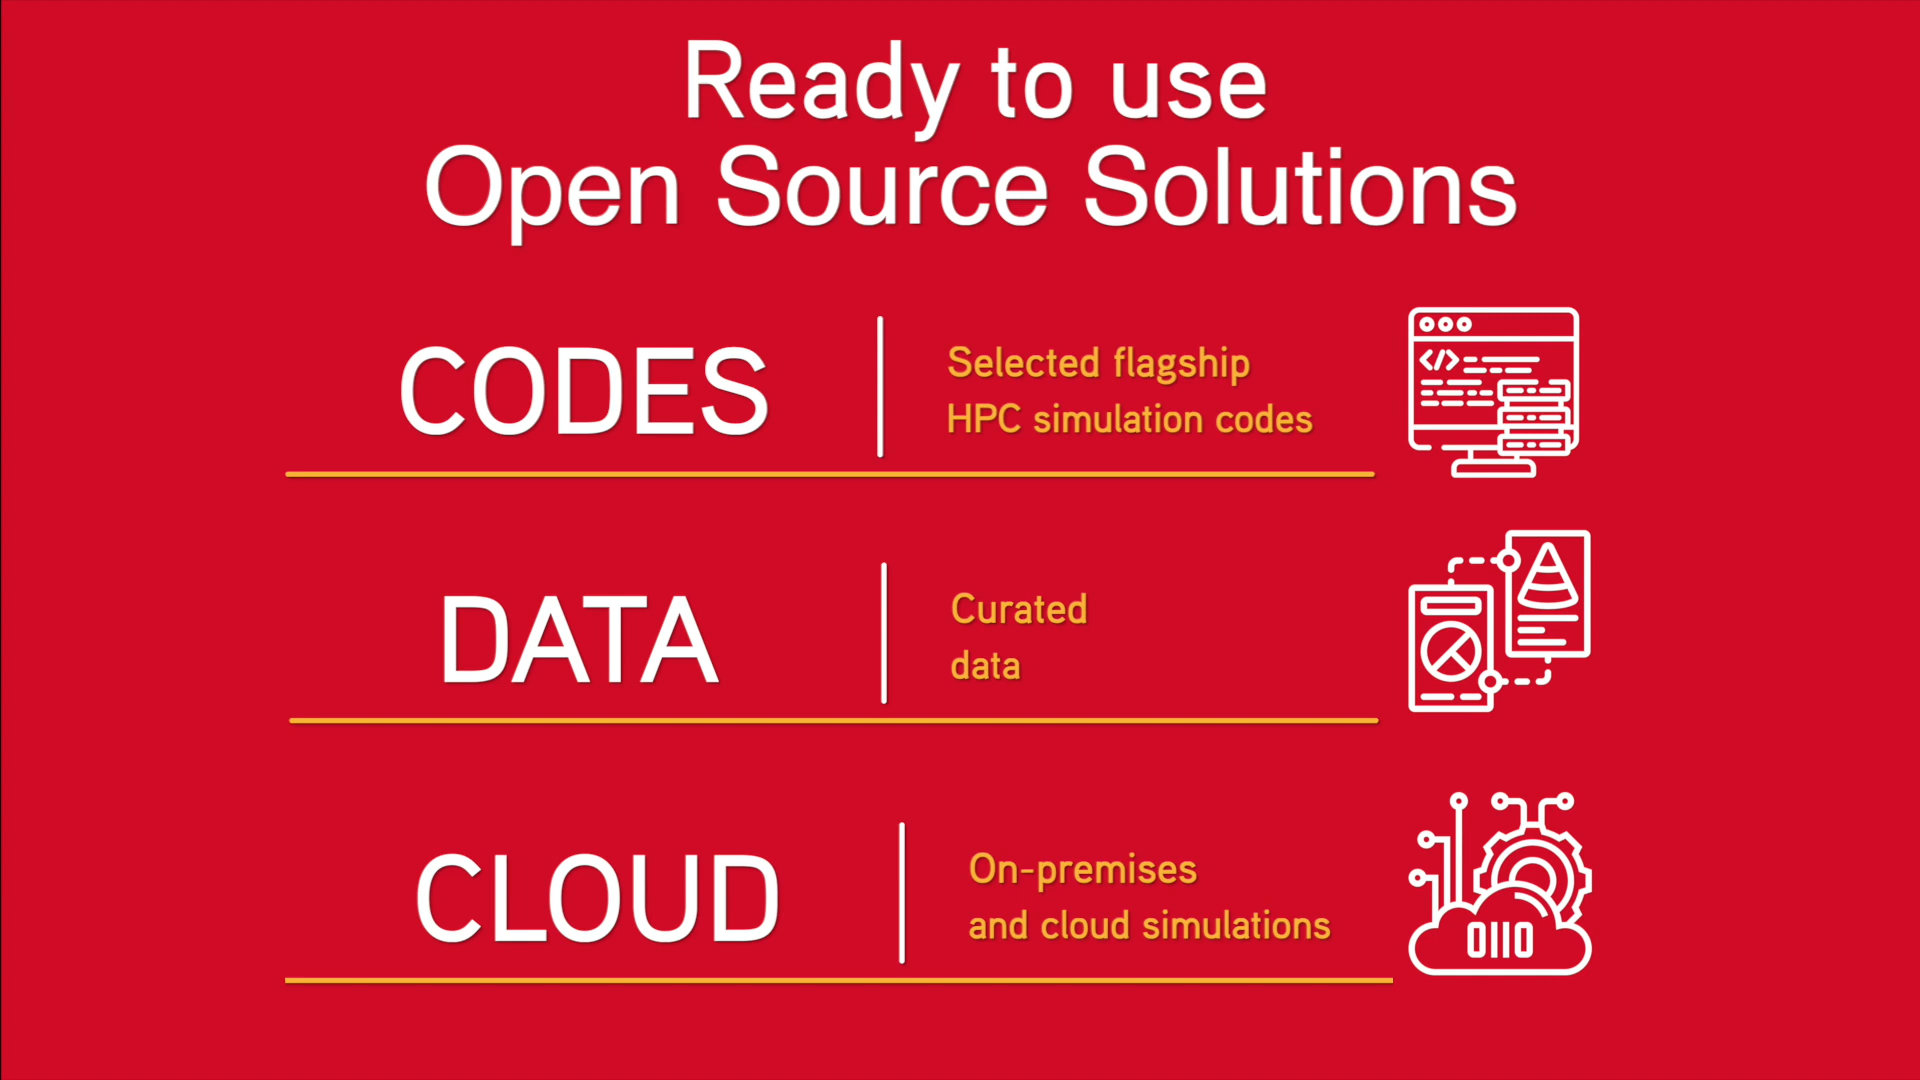 Ready to use
Open Source Solutions
CODES
Selected flagship
HPC simulation codes
</>
DATA
Curated
data
CLOUD
On-premises
and cloud simulations
0110